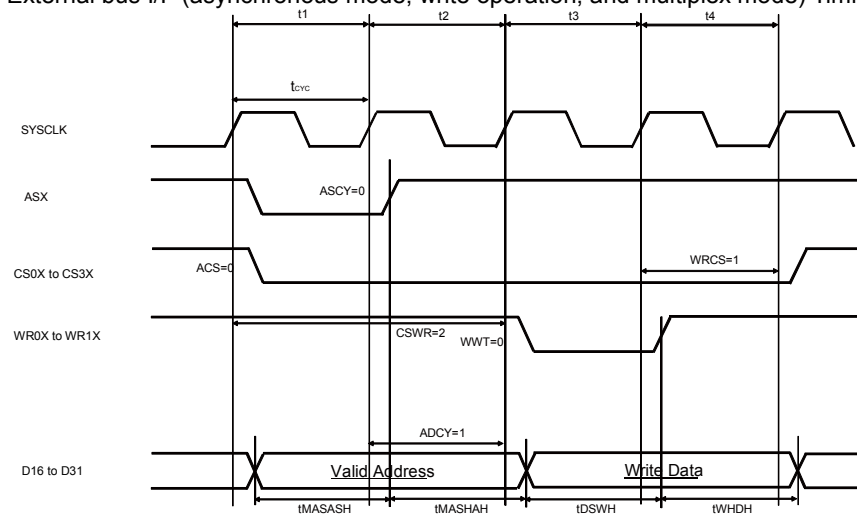 External bus I/F (asynchronous mode, write operation, and multiplex mode) Timi
t1 t2 t3 t4
tCYC
SYSCLK
ASX
ASCY=0
CS0X to CS3X
ACS=0
WRCS=1
WR0X to WR1X
CSWR=2
WWT=0
ADCY=1
D16 to D31
Valid Address
Write Data
tMASASH tMASHAH tDSWH tWHDH